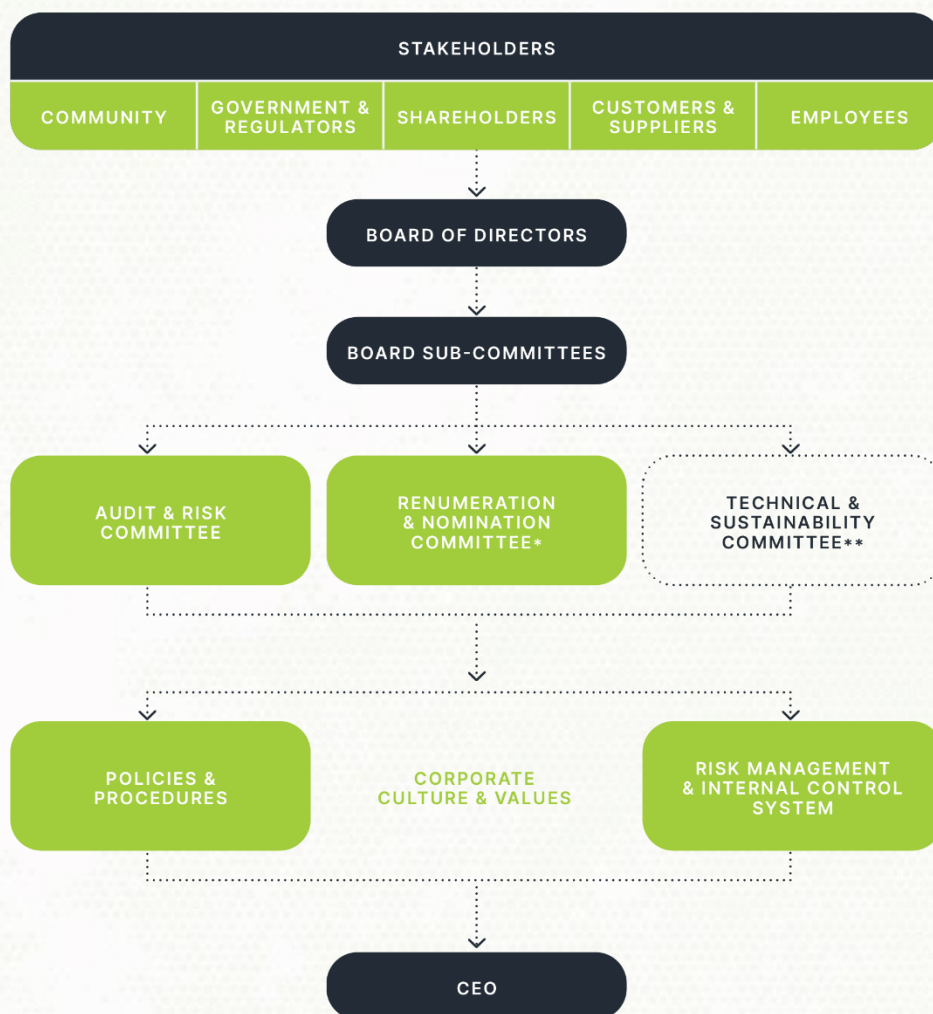 STAKEHOLDERS
COMMUNITY
GOVERNMENT &
REGULATORS
SHAREHOLDERS
CUSTOMERS &
SUPPLIERS
EMPLOYEES
BOARD OF DIRECTORS
BOARD SUB-COMMITTEES
AUDIT & RISK
COMMITTEE
RENUMERATION
& NOMINATION
COMMITTEE*
TECHNICAL &
SUSTAINABILITY
COMMITTEE**
POLICIES &
PROCEDURES
CORPORATE
CULTURE & VALUES
RISK MANAGEMENT
& INTERNAL CONTROL
SYSTEM
CEO